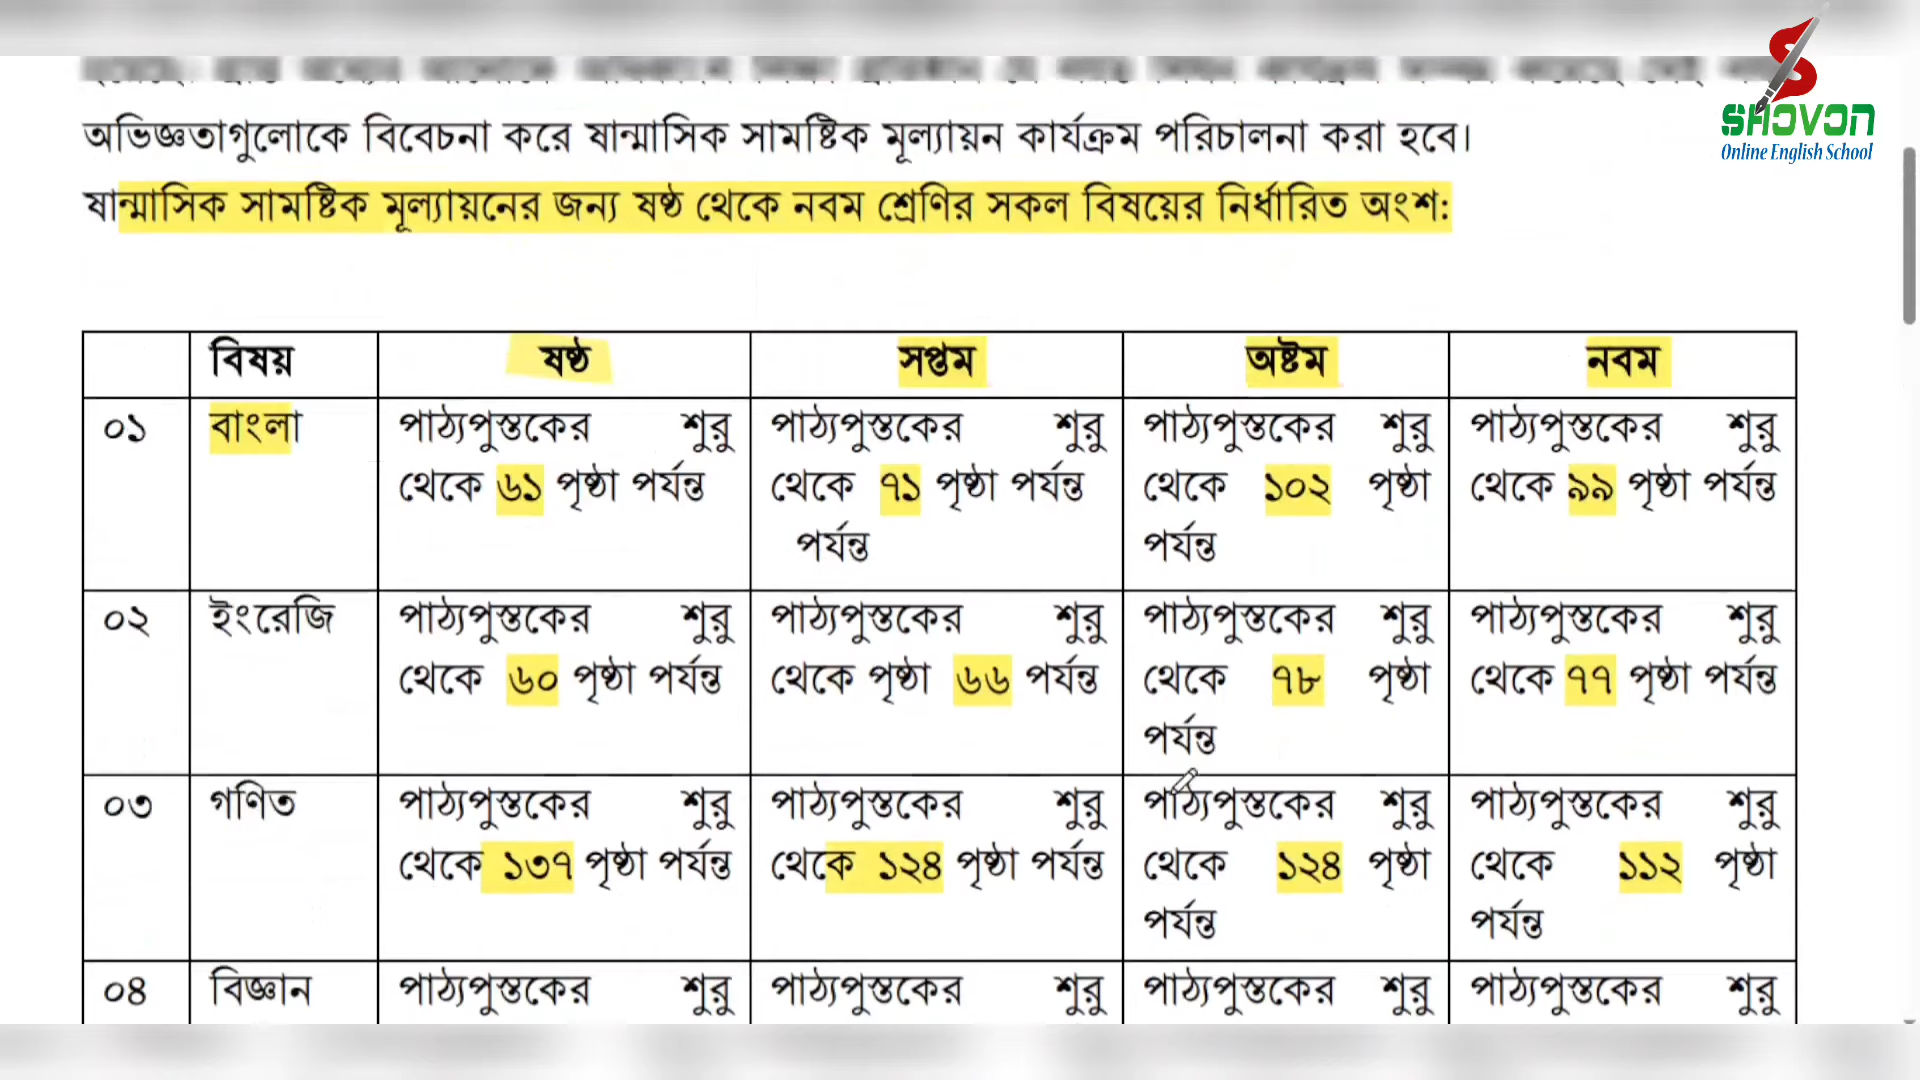 SHOVON
Online English School
অভিজ্ঞতাগুলোকে বিবেচনা করে ষান্মাসিক সামষ্টিক মূল্যায়ন কার্যক্রম পরিচালনা করা হবে।
ষান্মাসিক সামষ্টিক মূল্যায়নের জন্য ষষ্ঠ থেকে নবম শ্রেণির সকল বিষয়ের নির্ধারিত অংশ:
বিষয় ষষ্ঠ সপ্তম অষ্টম নবম
০১ বাংলা পাঠ্যপুস্তকের শুরু পাঠ্যপুস্তকের শুরু পাঠ্যপুস্তকের শুরু পাঠ্যপুস্তকের শুরু
থেকে ৬১ পৃষ্ঠা পর্যন্ত থেকে ৭১ পৃষ্ঠা পর্যন্ত থেকে ১০২ পৃষ্ঠা থেকে ৯৯ পৃষ্ঠা পর্যন্ত
পর্যন্ত পর্যন্ত
০২ ইংরেজি পাঠ্যপুস্তকের শুরু পাঠ্যপুস্তকের শুরু পাঠ্যপুস্তকের শুরু পাঠ্যপুস্তকের শুরু
থেকে ৬০ পৃষ্ঠা পর্যন্ত থেকে পৃষ্ঠা ৬৬ পর্যন্ত থেকে ৭৮ পৃষ্ঠা থেকে ৭৭ পৃষ্ঠা পর্যন্ত
পর্যন্ত
০৩ গণিত পাঠ্যপুস্তকের শুরু পাঠ্যপুস্তকের শুরু পাঠ্যপুস্তকের শুরু পাঠ্যপুস্তকের শুরু
থেকে ১৩৭ পৃষ্ঠা পর্যন্ত থেকে ১২৪ পৃষ্ঠা পর্যন্ত থেকে ১২৪ পৃষ্ঠা থেকে ১১২ পৃষ্ঠা
পর্যন্ত পর্যন্ত
০৪ বিজ্ঞান পাঠ্যপুস্তকের শুরু পাঠ্যপুস্তকের শুরু পাঠ্যপুস্তকের শুরু পাঠ্যপুস্তকের শুরু